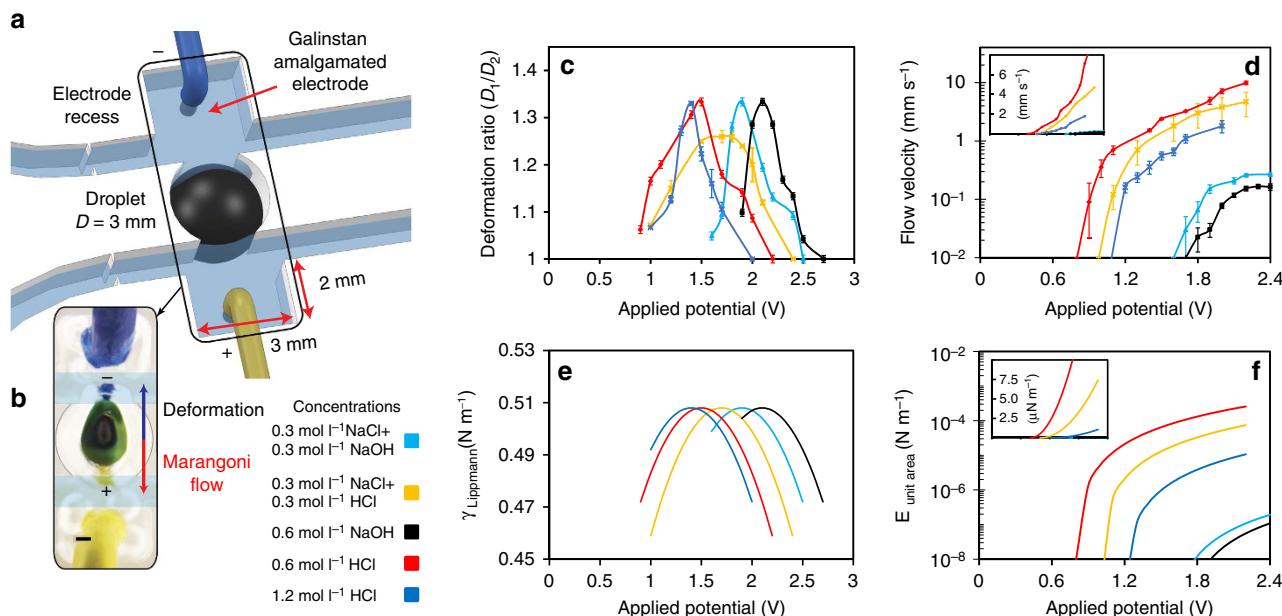 a
−
Galinstan
amalgamated
electrode
Electrode
recess
Droplet
D = 3 mm
2 mm
3 mm
+
b
−
Deformation
Marangoni
flow
+
Concentrations
0.3 mol l⁻¹NaCl+
0.3 mol l⁻¹ NaOH
0.3 mol l⁻¹ NaCl+
0.3 mol l⁻¹ HCl
0.6 mol l⁻¹ NaOH
0.6 mol l⁻¹ HCl
1.2 mol l⁻¹ HCl
c
Deformation ratio (D₁/D₂)
1.4
1.3
1.2
1.1
1
0 0.5 1 1.5 2 2.5 3
Applied potential (V)
d
Flow velocity (mm s⁻¹)
10
1
10⁻¹
10⁻²
6
4
2
(mm s⁻¹)
0 0.6 1.2 1.8 2.4
Applied potential (V)
e
γ Lippmann (N m⁻¹)
0.53
0.51
0.49
0.47
0.45
0 0.5 1 1.5 2 2.5 3
Applied potential (V)
f
E unit area (N m⁻¹)
10⁻²
10⁻⁴
10⁻⁶
10⁻⁸
7.5
5.0
2.5
(μN m⁻¹)
0 0.6 1.2 1.8 2.4
Applied potential (V)